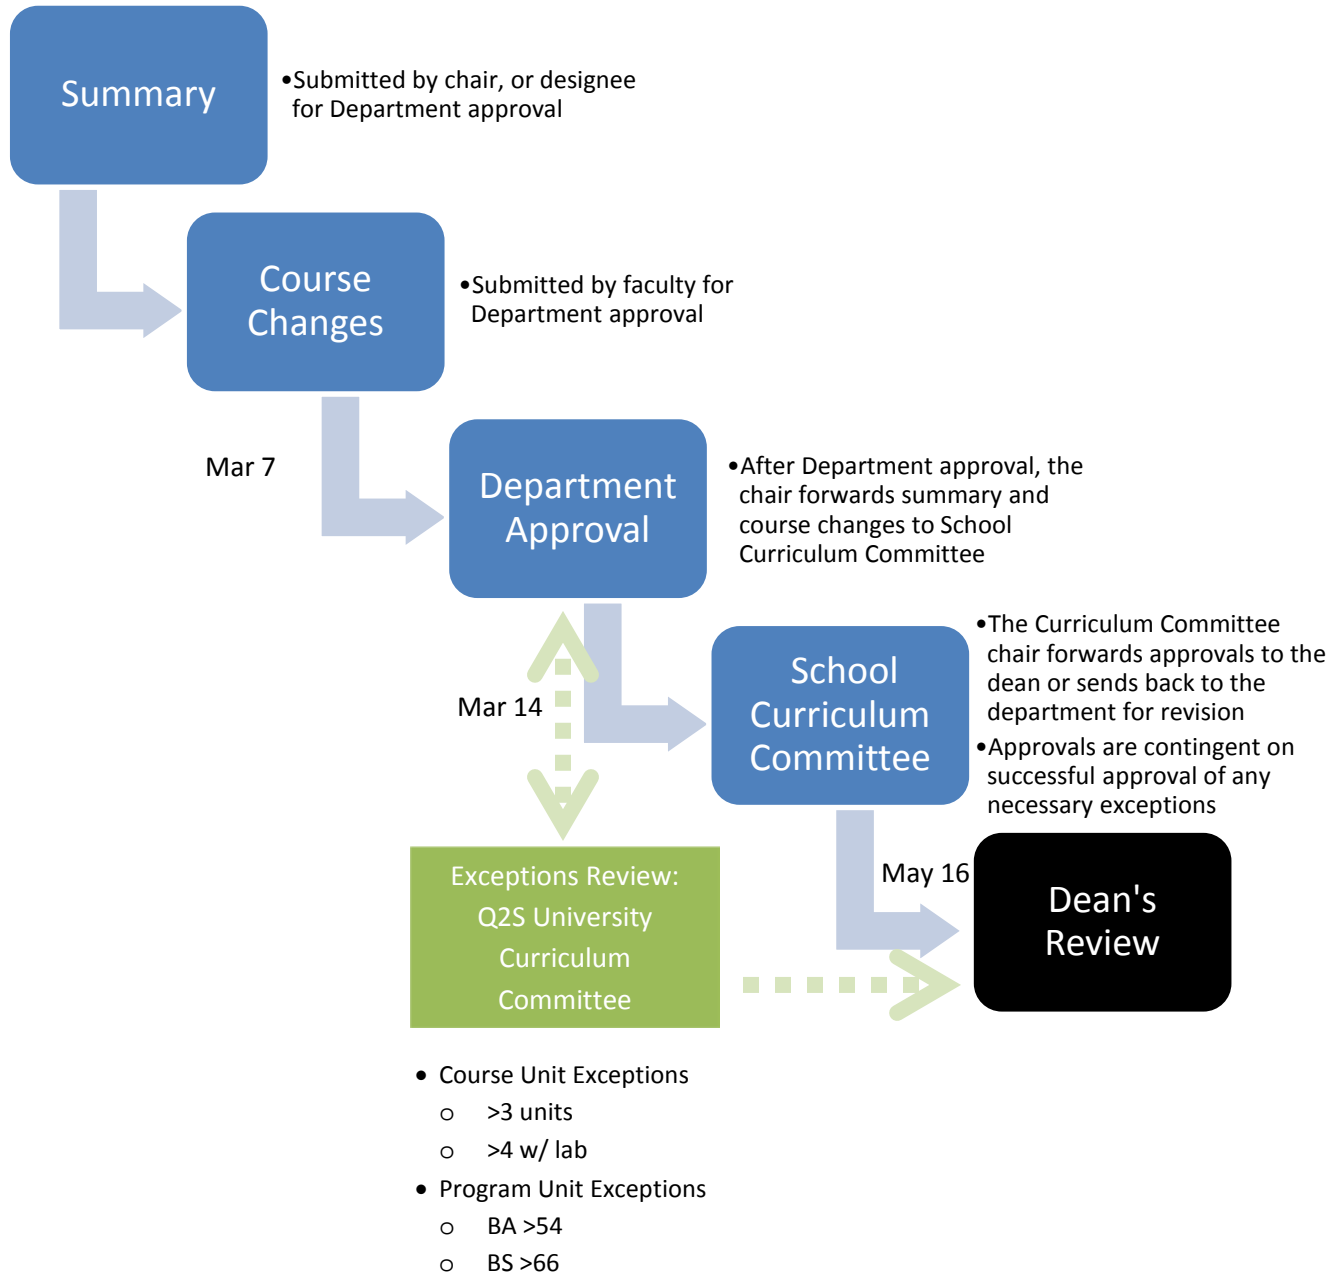 Summary
•Submitted by chair, or designee
for Department approval
Course
Changes
•Submitted by faculty for
Department approval
Mar 7
Department
Approval
•After Department approval, the
chair forwards summary and
course changes to School
Curriculum Committee
Mar 14
School
Curriculum
Committee
•The Curriculum Committee
chair forwards approvals to the
dean or sends back to the
department for revision
•Approvals are contingent on
successful approval of any
necessary exceptions
May 16
Dean's
Review
Exceptions Review:
Q2S University
Curriculum
Committee
• Course Unit Exceptions
o >3 units
o >4 w/ lab
• Program Unit Exceptions
o BA >54
o BS >66